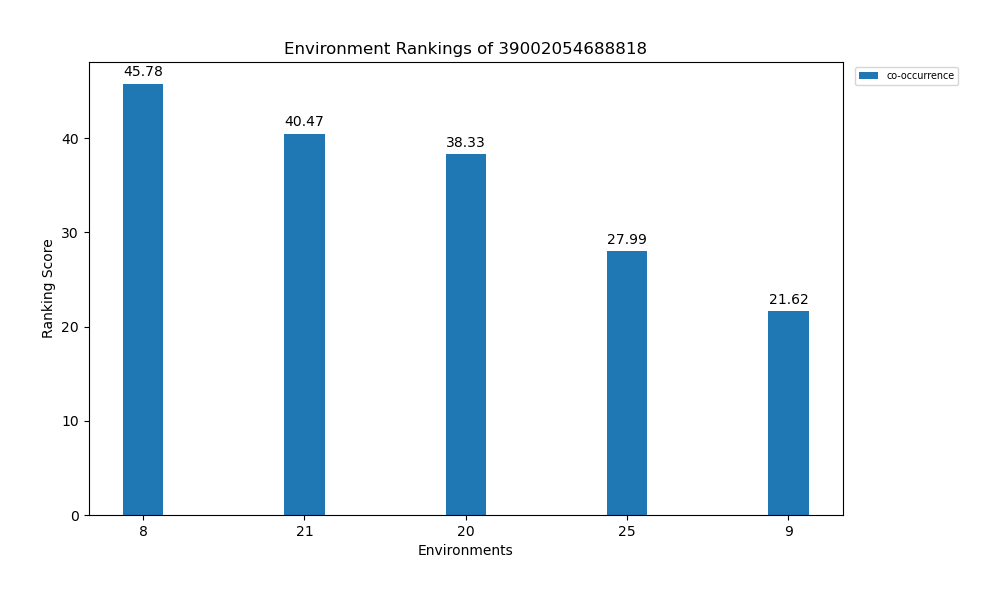 Environment Rankings of 39002054688818
co-occurrence
45.78
40.47
38.33
27.99
21.62
Ranking Score
40
30
20
10
0
8 21 20 25 9
Environments